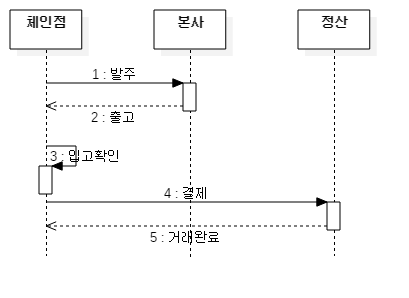 체인점
본사
정산
1 : 발주
2 : 출고
3 : 입고확인
4 : 결제
5 : 거래완료